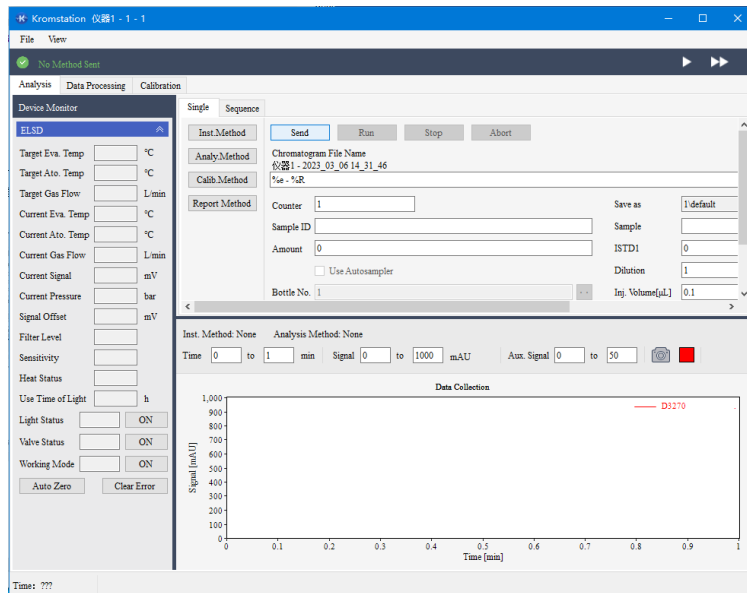 Kromstation 仪器1 - 1 - 1
File View
No Method Sent
Analysis Data Processing Calibration
Device Monitor
ELSD
Target Eva. Temp °C
Target Ato. Temp °C
Target Gas Flow L/min
Current Eva. Temp °C
Current Ato. Temp °C
Current Gas Flow L/min
Current Signal mV
Current Pressure bar
Signal Offset mV
Filter Level
Sensitivity
Heat Status
Use Time of Light h
Light Status ON
Valve Status ON
Working Mode ON
Auto Zero Clear Error
Single Sequence
Inst.Method Send Run Stop Abort
Analy.Method Chromatogram File Name
仪器1 - 2023_03_06 14_31_46
Calib.Method %e - %R
Report Method Counter 1 Save as 1\default
Sample ID Sample
Amount 0 ISTD1 0
Use Autosampler Dilution 1
Bottle No. 1 .. Inj. Volume[μL] 0.1
Inst. Method: None Analysis Method: None
Time 0 to 1 min Signal 0 to 1000 mAU Aux. Signal 0 to 50
Data Collection
D3270
Signal [mAU]
1,000
900
800
700
600
500
400
300
200
100
0
0 0.1 0.2 0.3 0.4 0.5 0.6 0.7 0.8 0.9 1
Time [min]
Time: ???